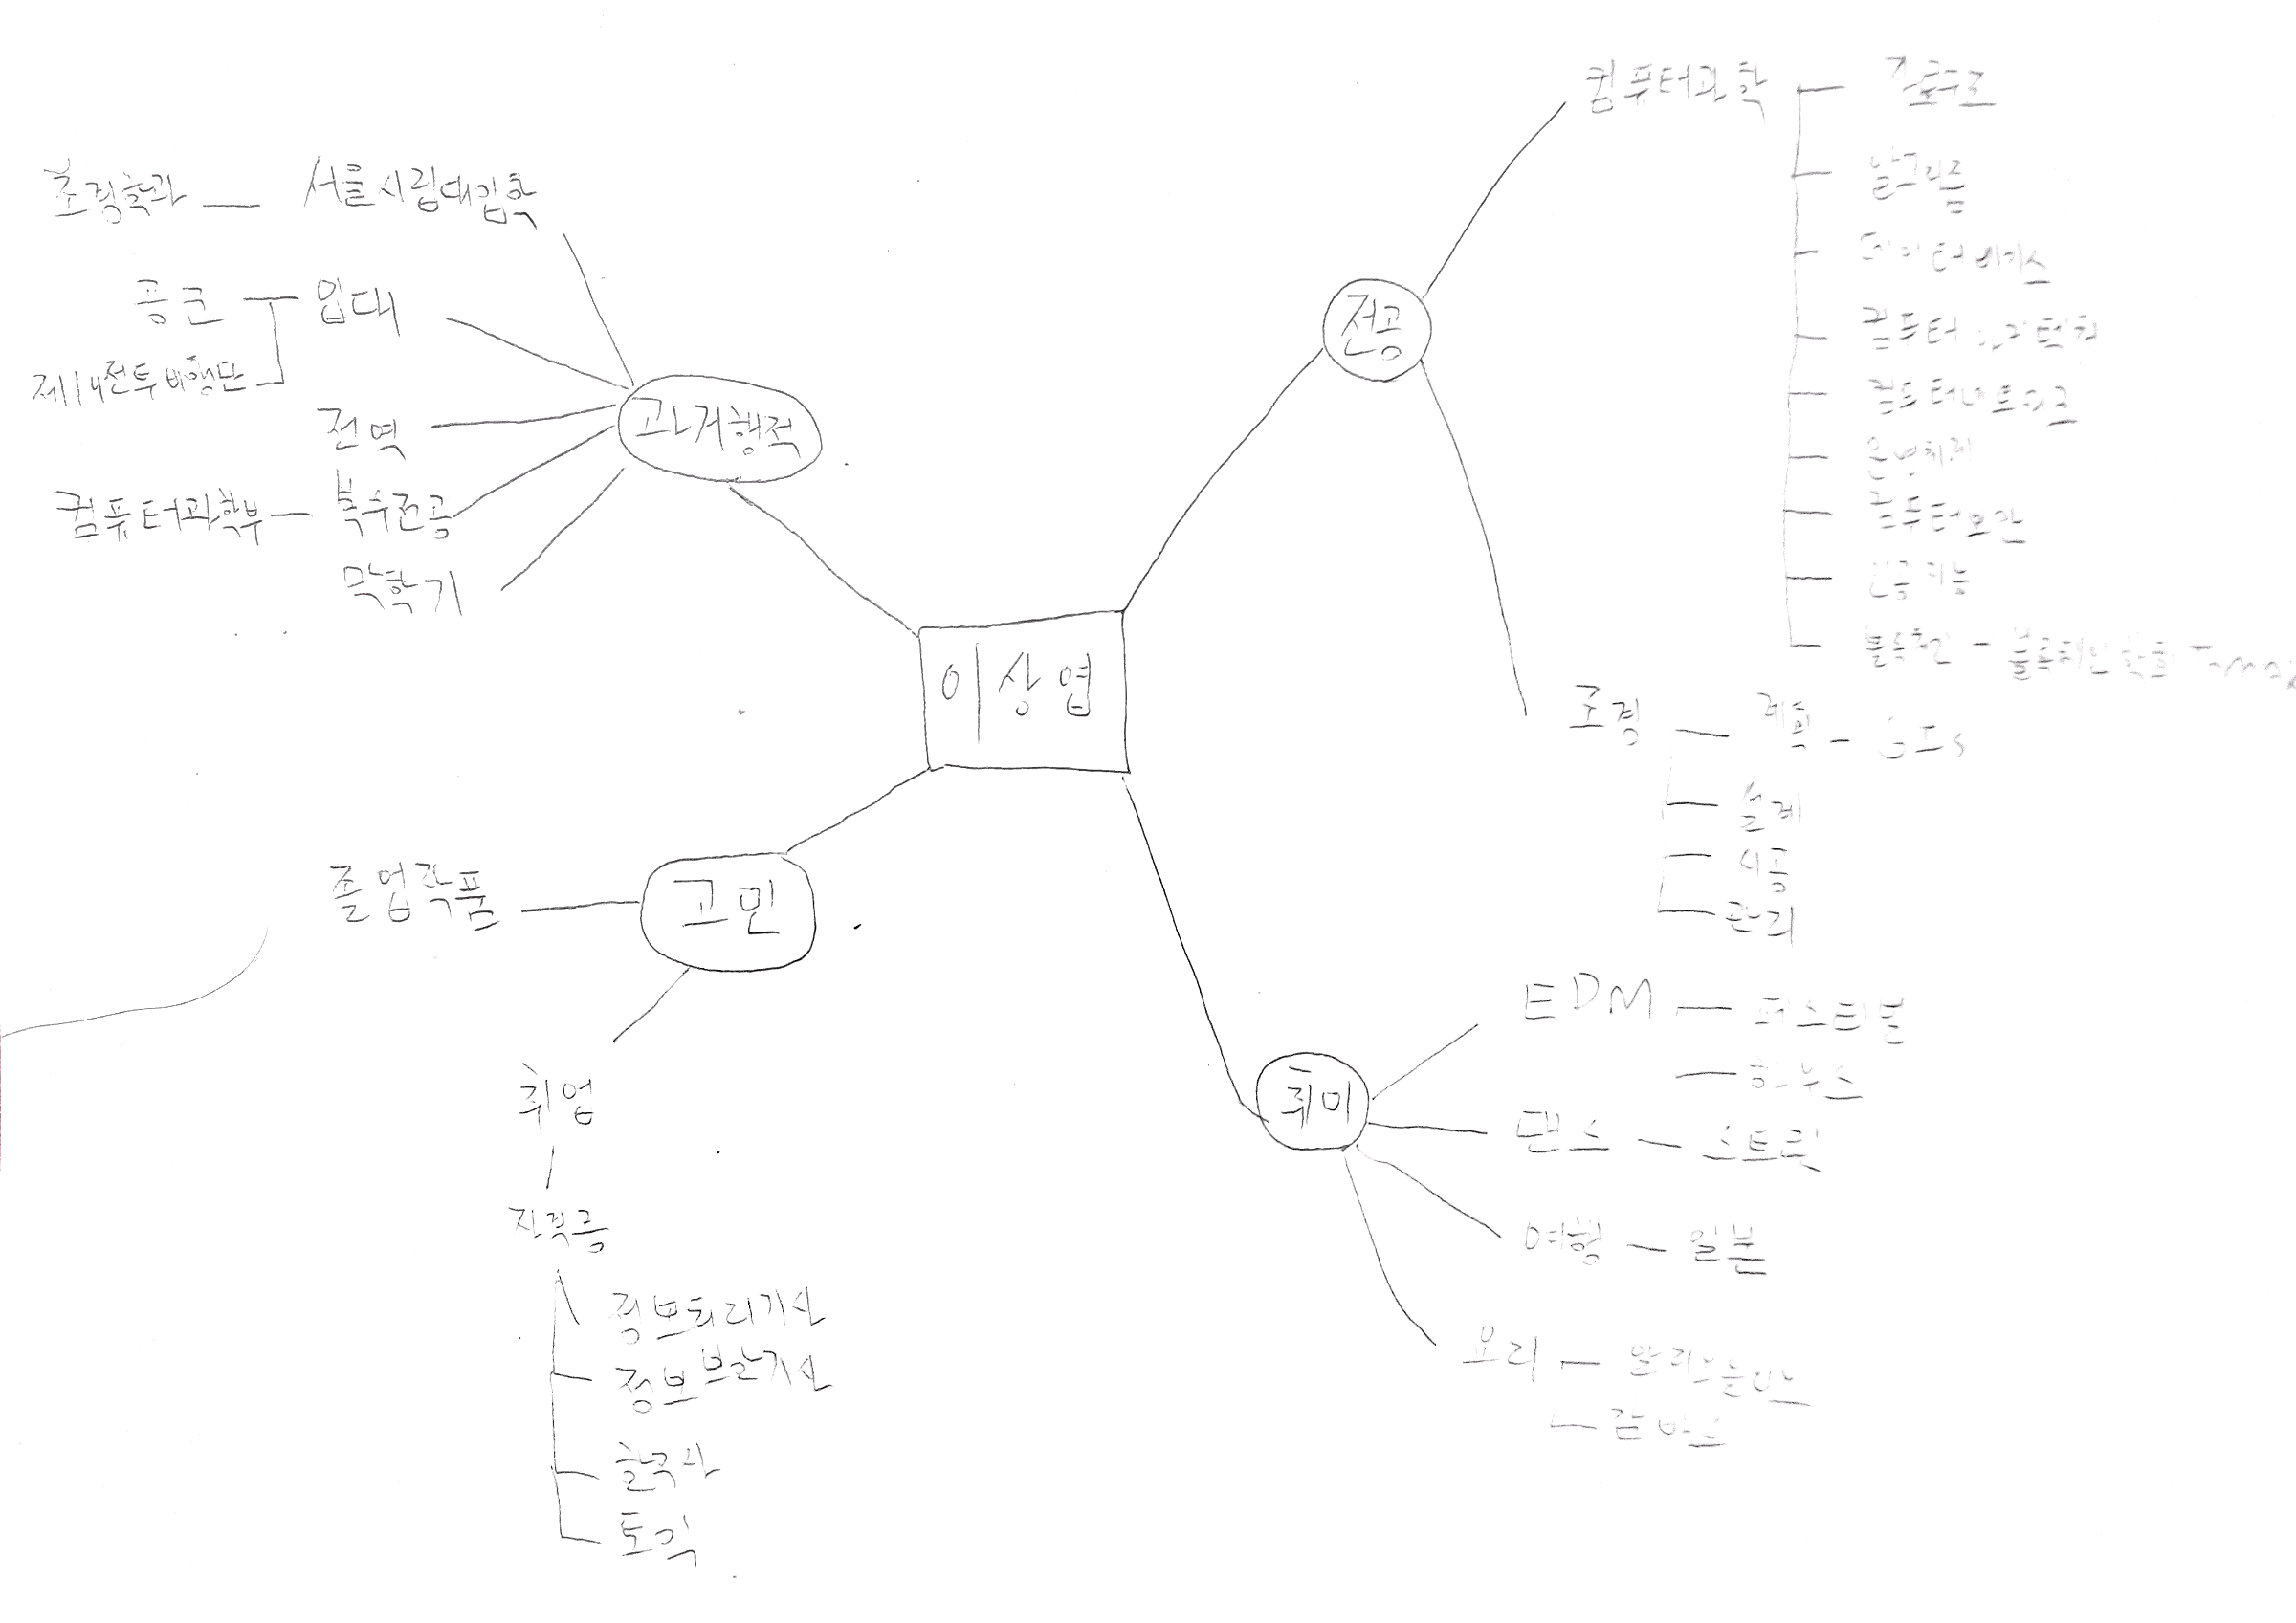 이상엽
과거행적
서울시립대입학
조경학과
입대
공군
제14전투비행단
전역
복수전공
컴퓨터과학부
막학기
전공
컴퓨터과학
자료구조
알고리즘
데이터베이스
컴퓨터
컴퓨터네트워크
운영체제
컴퓨터보안
인공지능
블록체인 - 블록체인학회
조경
계획 - GIS
설계
시공
관리
고민
졸업작품
취업
자격증
정보처리기사
정보보안기사
한국사
토익
취미
EDM - 페스티벌
하우스
댄스 - 스트릿
여행 - 일본
요리 - 알리오올리오
감바스